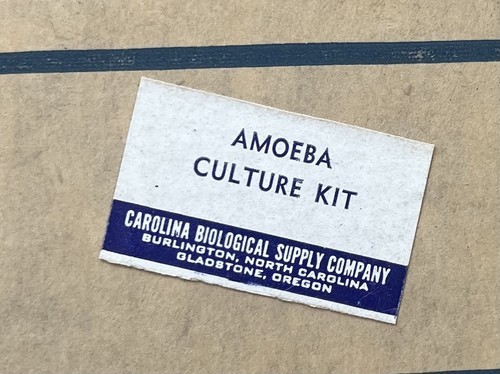 AMOEBA
CULTURE KIT
CAROLINA BIOLOGICAL SUPPLY COMPANY
BURLINGTON, NORTH CAROLINA
GLADSTONE, OREGON